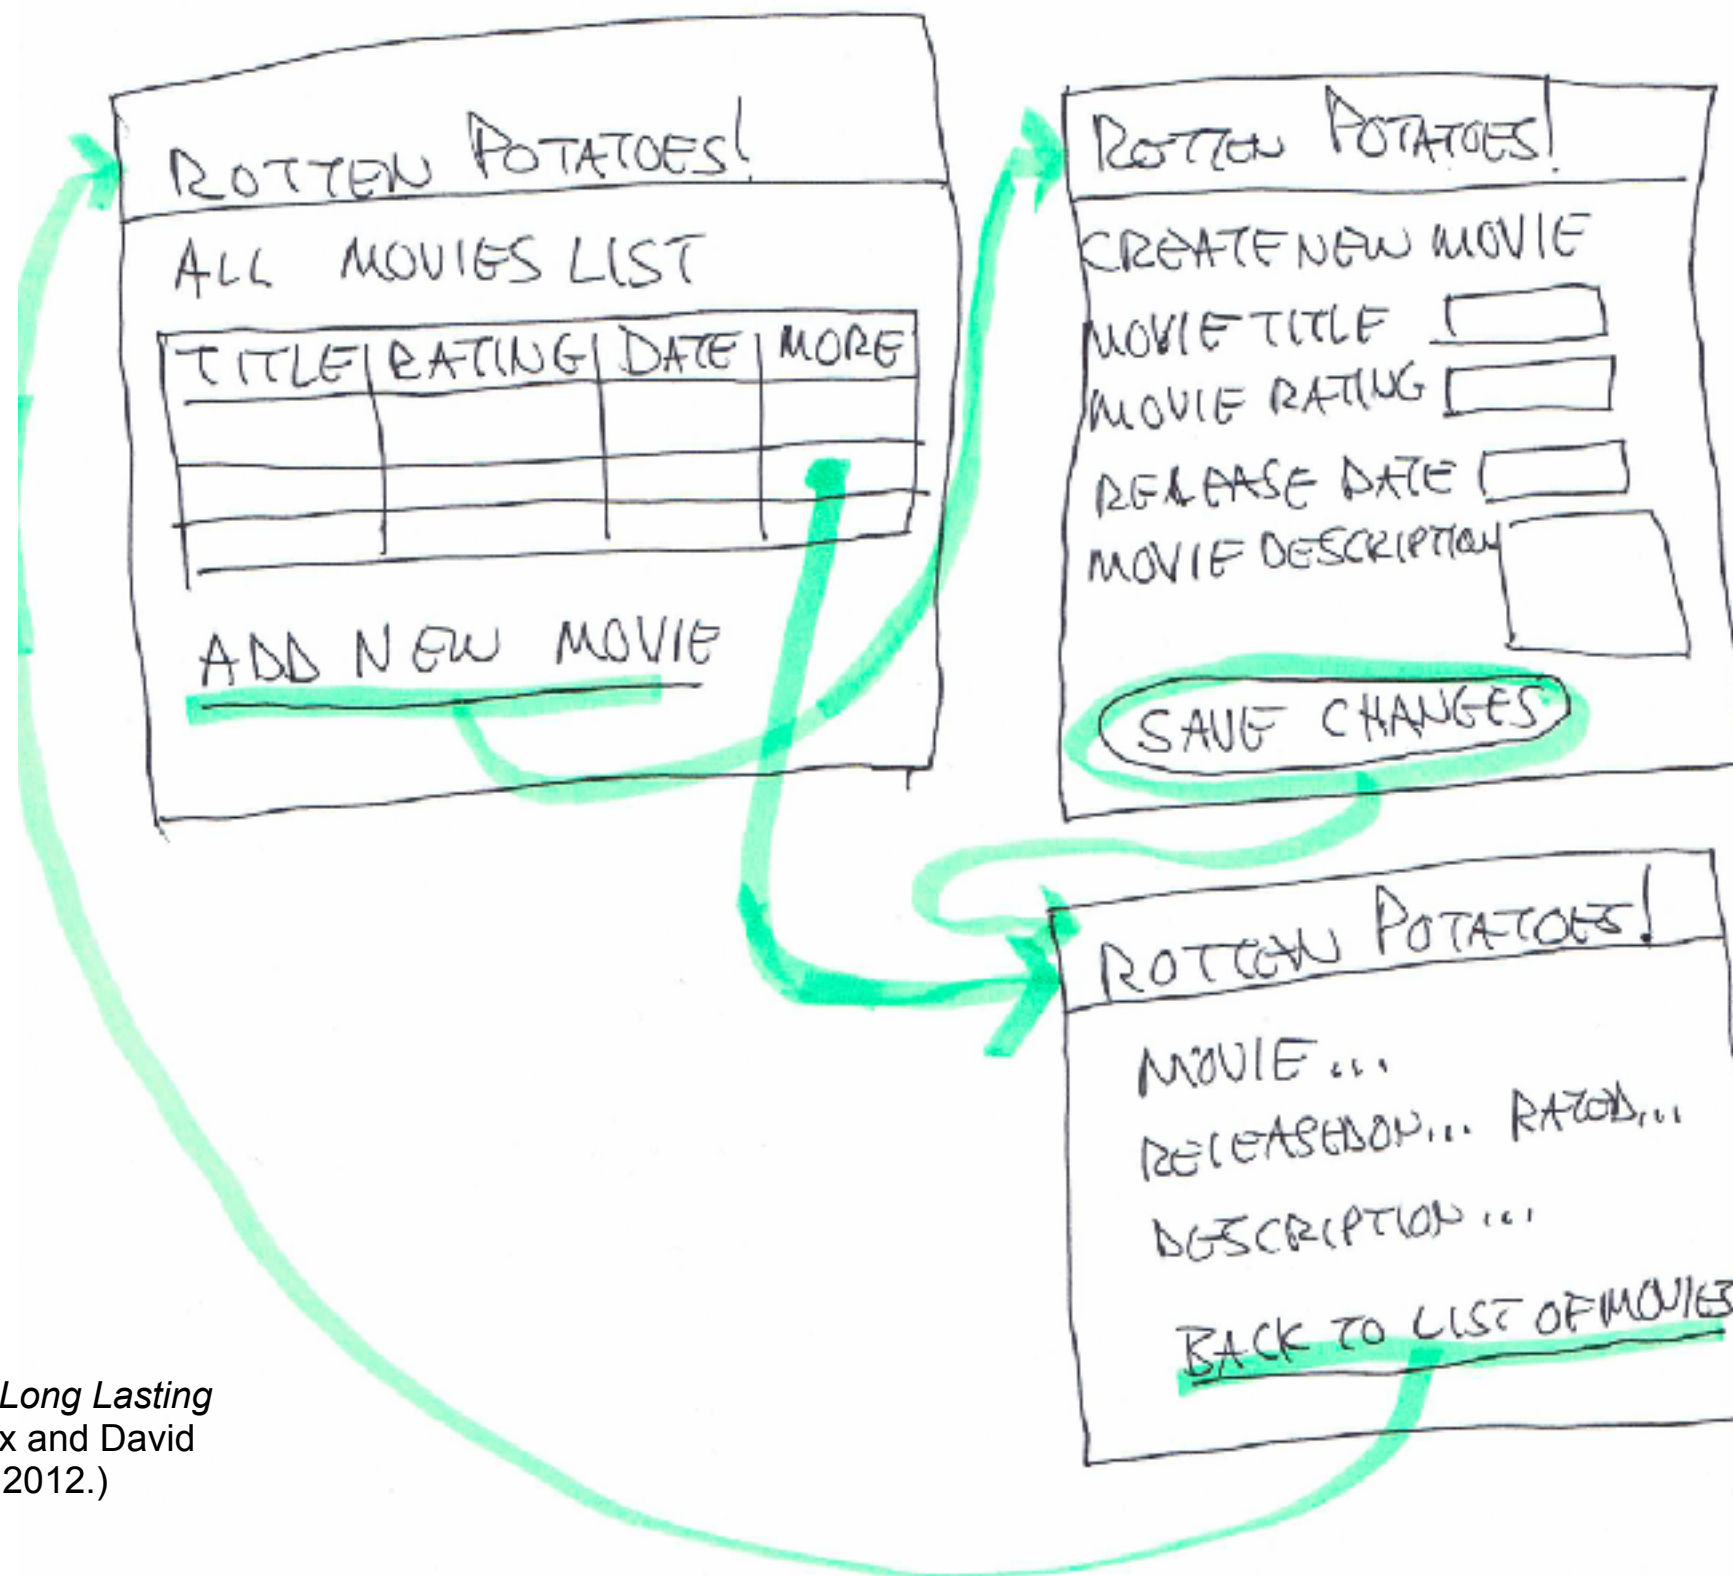 ROTTEN POTATOES!
ALL MOVIES LIST
TITLE RATING DATE MORE
ADD NEW MOVIE
ROTTEN POTATOES!
CREATE NEW MOVIE
MOVIE TITLE
MOVIE RATING
RELEASE DATE
MOVIE DESCRIPTION
SAVE CHANGES
ROTTEN POTATOES!
MOVIE...
RELEASED ON... RATED...
DESCRIPTION...
BACK TO LIST OF MOVIES
Long Lasting
x and David
2012.)